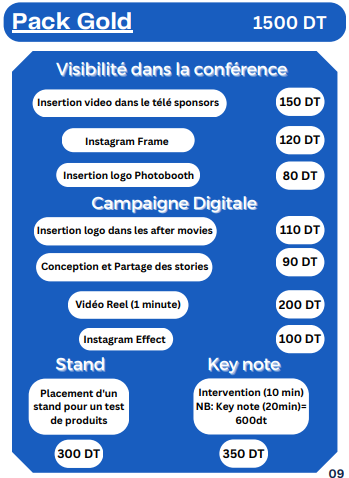 Pack Gold 1500 DT
Visibilité dans la conférence
Insertion video dans le télé sponsors 150 DT
Instagram Frame 120 DT
Insertion logo Photobooth 80 DT
Campaigne Digitale
Insertion logo dans les after movies 110 DT
Conception et Partage des stories 90 DT
Vidéo Reel (1 minute) 200 DT
Instagram Effect 100 DT
Stand
Placement d'un
stand pour un test
de produits
300 DT
Key note
Intervention (10 min)
NB: Key note (20min)=
600dt
350 DT
09